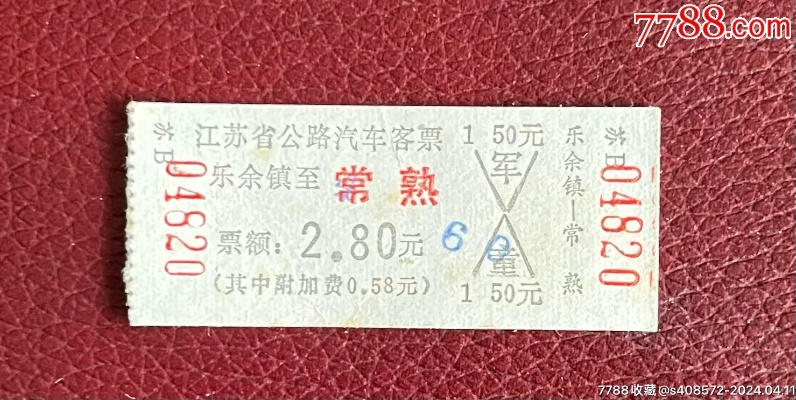 7788.com
苏B
04820
江苏省公路汽车客票
乐余镇至 常熟
票额：2.80元
(其中附加费0.58元)
1 50元
军
6 9
童
1 50元
乐余镇—常熟
苏B
04820
7788收藏@s408572-2024.04.11